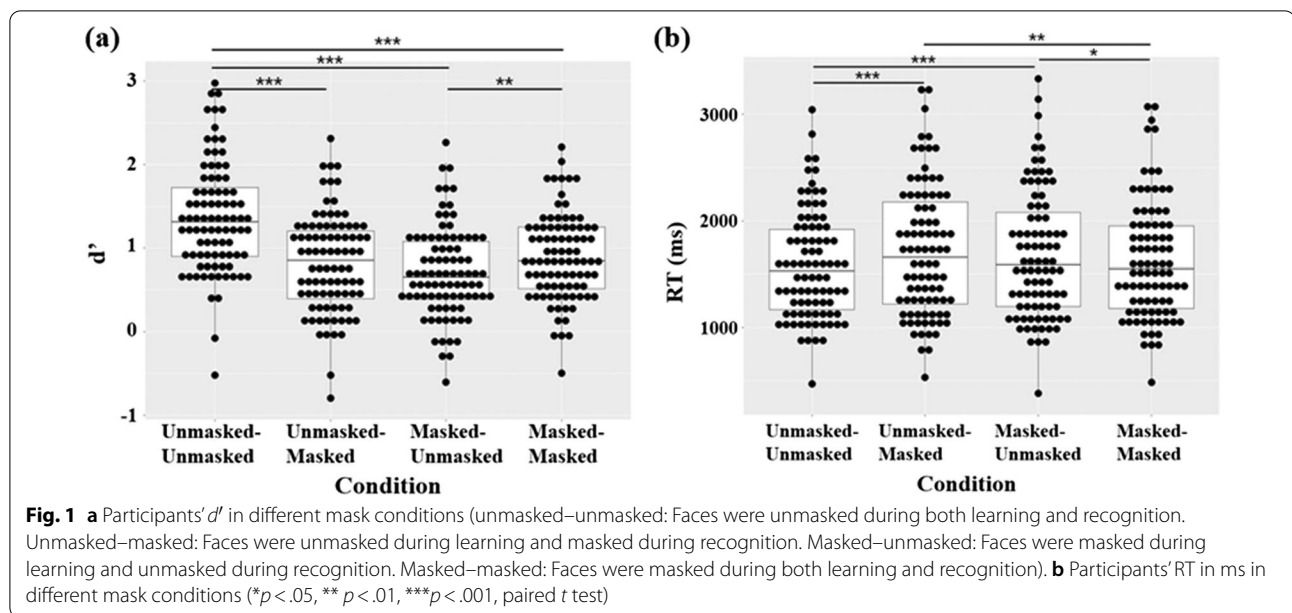 (a)
***
***
***
***
**
d'
3
2
1
0
-1
Unmasked-Unmasked
Unmasked-Masked
Masked-Unmasked
Masked-Masked
Condition
(b)
**
***
*
***
RT (ms)
3000
2000
1000
Unmasked-Unmasked
Unmasked-Masked
Masked-Unmasked
Masked-Masked
Condition
Fig. 1 a Participants' d′ in different mask conditions (unmasked–unmasked: Faces were unmasked during both learning and recognition.
Unmasked–masked: Faces were unmasked during learning and masked during recognition. Masked–unmasked: Faces were masked during
learning and unmasked during recognition. Masked–masked: Faces were masked during both learning and recognition). b Participants' RT in ms in
different mask conditions (*p < .05, ** p < .01, ***p < .001, paired t test)